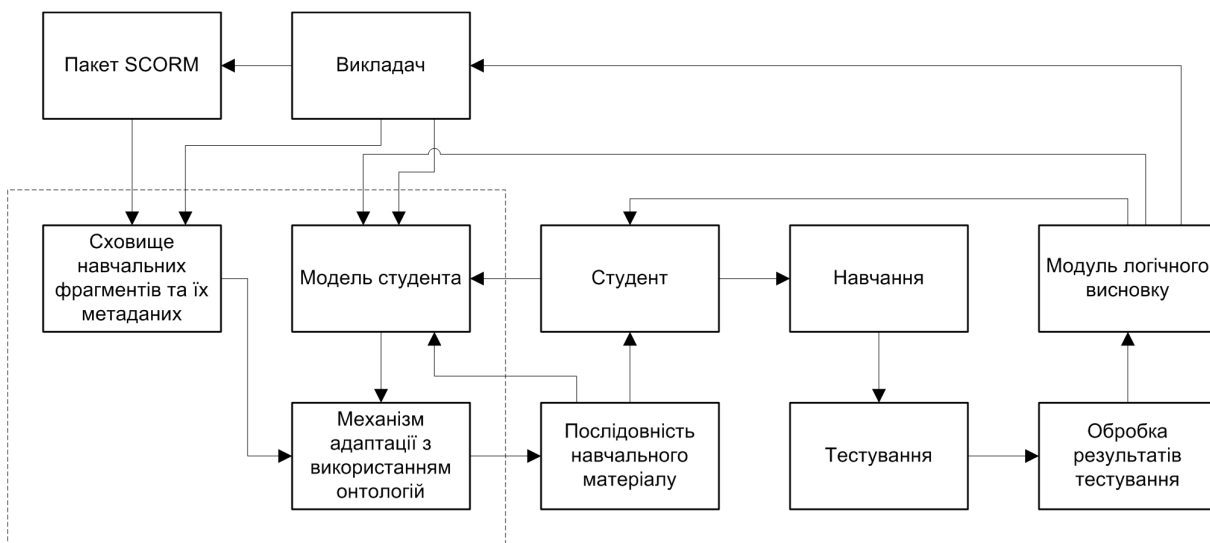 Пакет SCORM
Викладач
Сховище
навчальних
фрагментів та їх
метаданих
Модель студента
Студент
Навчання
Модуль логічного
висновку
Механізм
адаптації з
використанням
онтологій
Послідовність
навчального
матеріалу
Тестування
Обробка
результатів
тестування